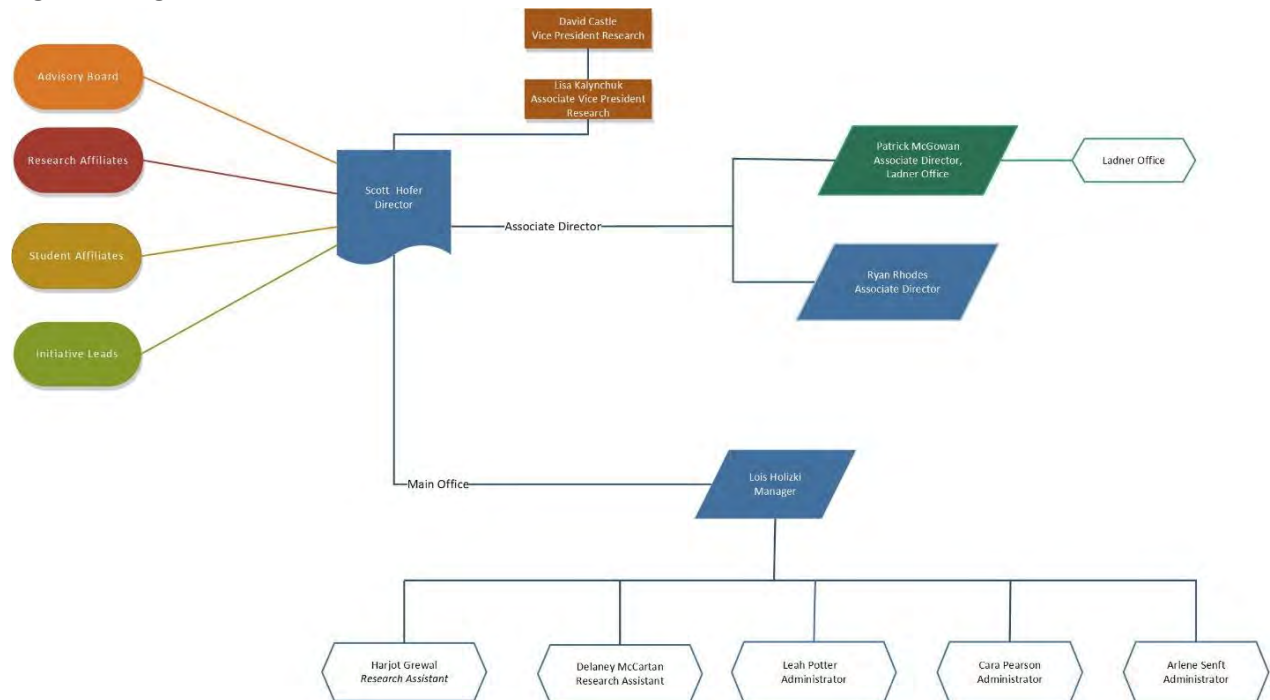 David Castle
Vice President Research
Lisa Kalynchuk
Associate Vice President
Research
Advisory Board
Research Affiliates
Student Affiliates
Initiative Leads
Scott Hofer
Director
Associate Director
Patrick McGowan
Associate Director,
Ladner Office
Ladner Office
Ryan Rhodes
Associate Director
Main Office
Lois Holizki
Manager
Harjot Grewal
Research Assistant
Delaney McCartan
Research Assistant
Leah Potter
Administrator
Cara Pearson
Administrator
Arlene Senft
Administrator